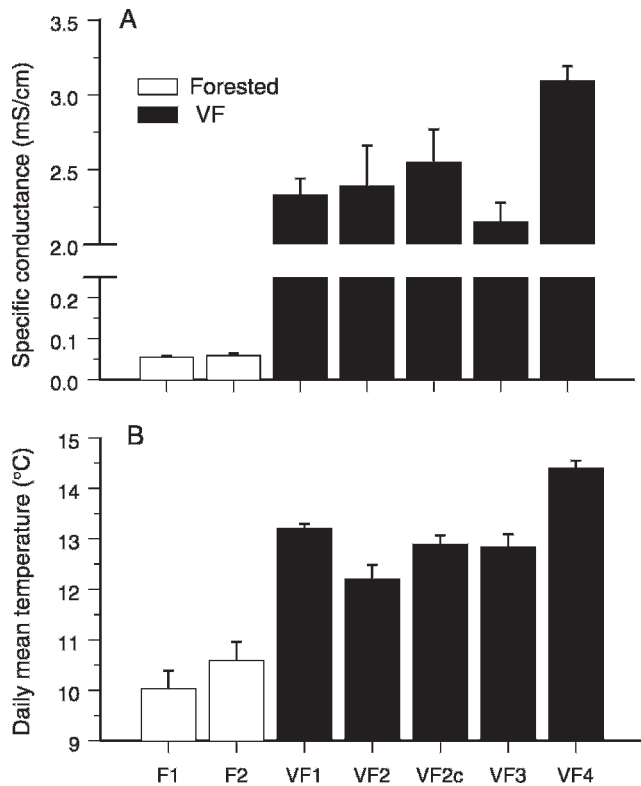 A
Forested
VF
Specific conductance (mS/cm)
3.5
3.0
2.5
2.0
0.2
0.1
0.0
B
Daily mean temperature (°C)
15
14
13
12
11
10
9
F1 F2 VF1 VF2 VF2c VF3 VF4